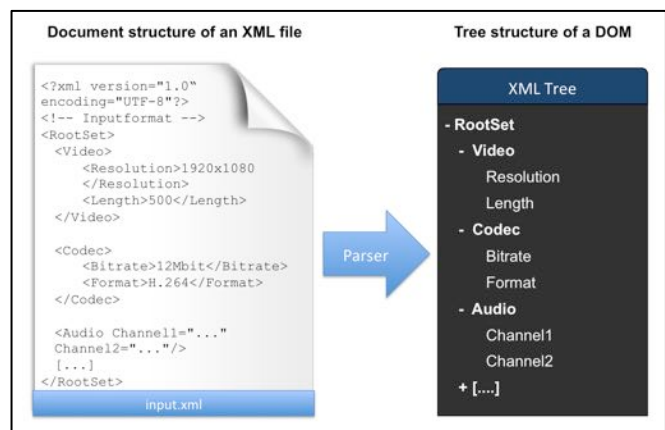 Document structure of an XML file
<?xml version="1.0"
encoding="UTF-8"?>
<!-- Inputformat -->
<RootSet>
<Video>
<Resolution>1920x1080
</Resolution>
<Length>500</Length>
</Video>
<Codec>
<Bitrate>12Mbit</Bitrate>
<Format>H.264</Format>
</Codec>
<Audio Channel1="..."
Channel2="..."/>
[...]
</RootSet>
input.xml
Parser
Tree structure of a DOM
XML Tree
- RootSet
- Video
Resolution
Length
- Codec
Bitrate
Format
- Audio
Channel1
Channel2
+ [....]